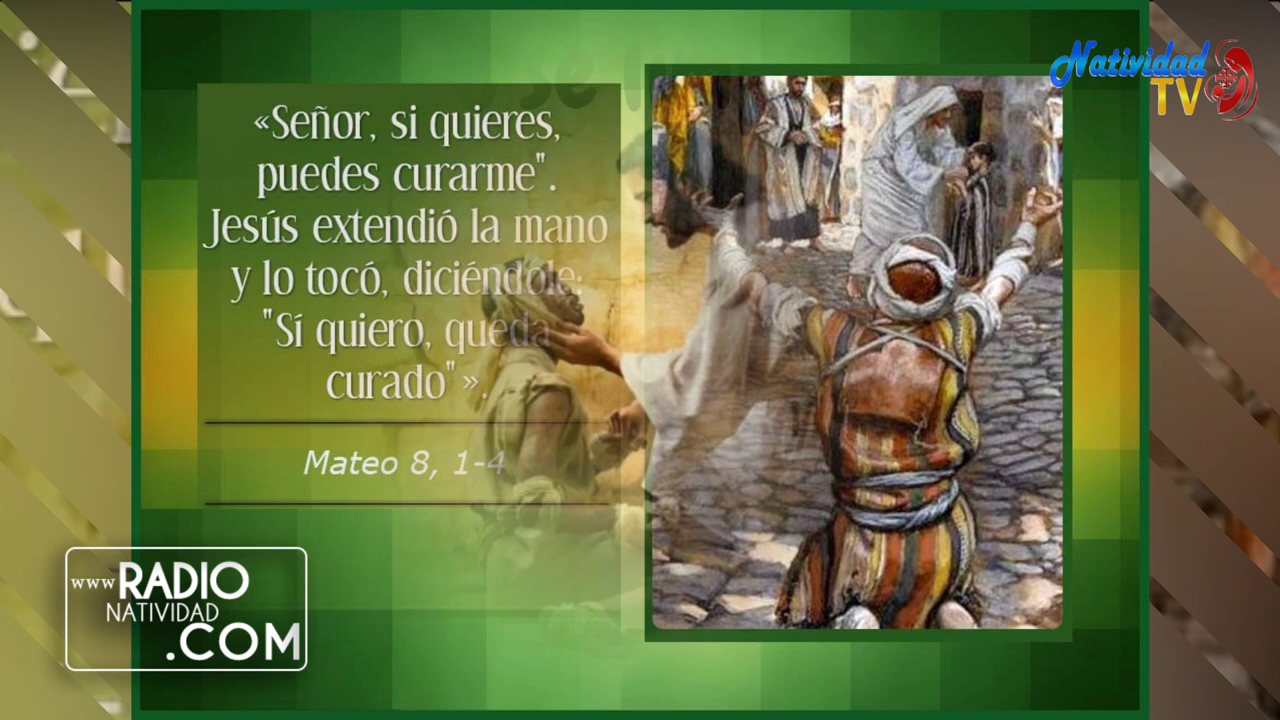 Natividad
TV
«Señor, si quieres,
puedes curarme".
Jesús extendió la mano
y lo tocó, diciéndole:
"Sí quiero, queda
curado"».
Mateo 8, 1-4
www RADIO
NATIVIDAD
.COM